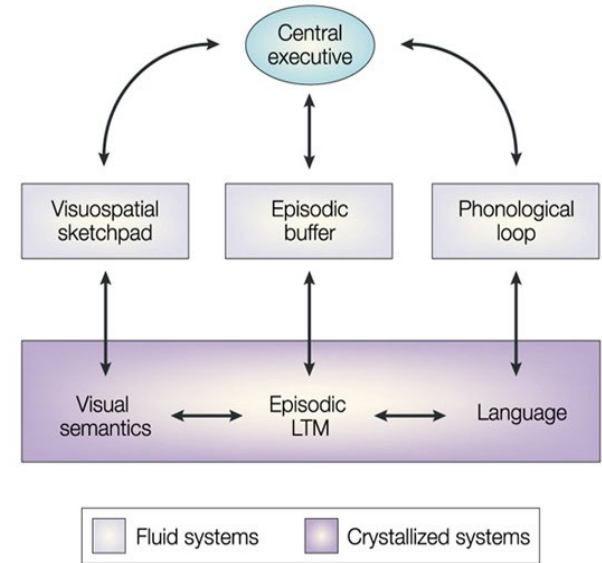 Central
executive
Visuospatial
sketchpad
Episodic
buffer
Phonological
loop
Visual
semantics
Episodic
LTM
Language
Fluid systems
Crystallized systems